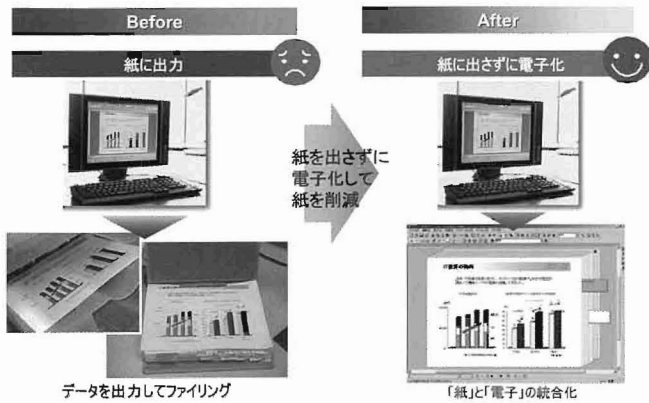 Before
After
紙に出力
紙に出さずに電子化
紙を出さずに
電子化して
紙を削減
データを出力してファイリング
「紙」と「電子」の統合化